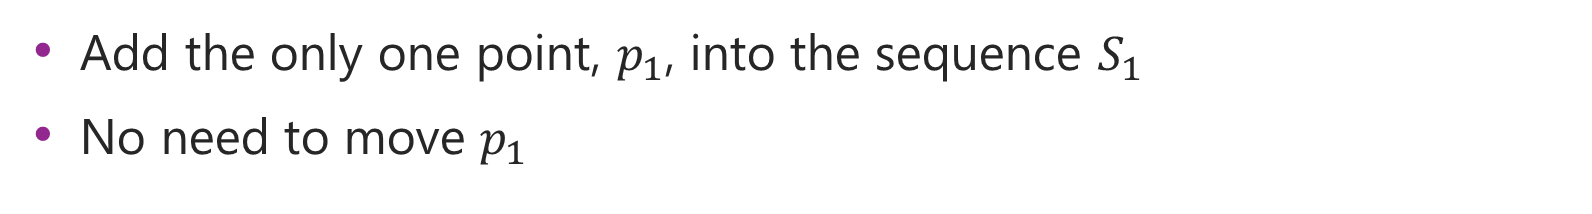 • Add the only one point, p₁, into the sequence S₁
• No need to move p₁